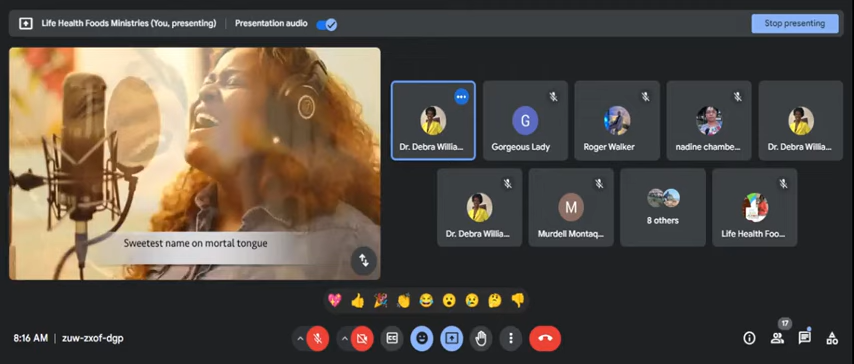 Life Health Foods Ministries (You, presenting)
Presentation audio
Stop presenting
Sweetest name on mortal tongue
Dr. Debra Willia...
G
Gorgeous Lady
Roger Walker
nadine chambe...
Dr. Debra Willia...
Dr. Debra Willia...
M
Murdell Montaq...
8 others
Life Health Foo...
8:16 AM | zuw-zxof-dgp
CC
17